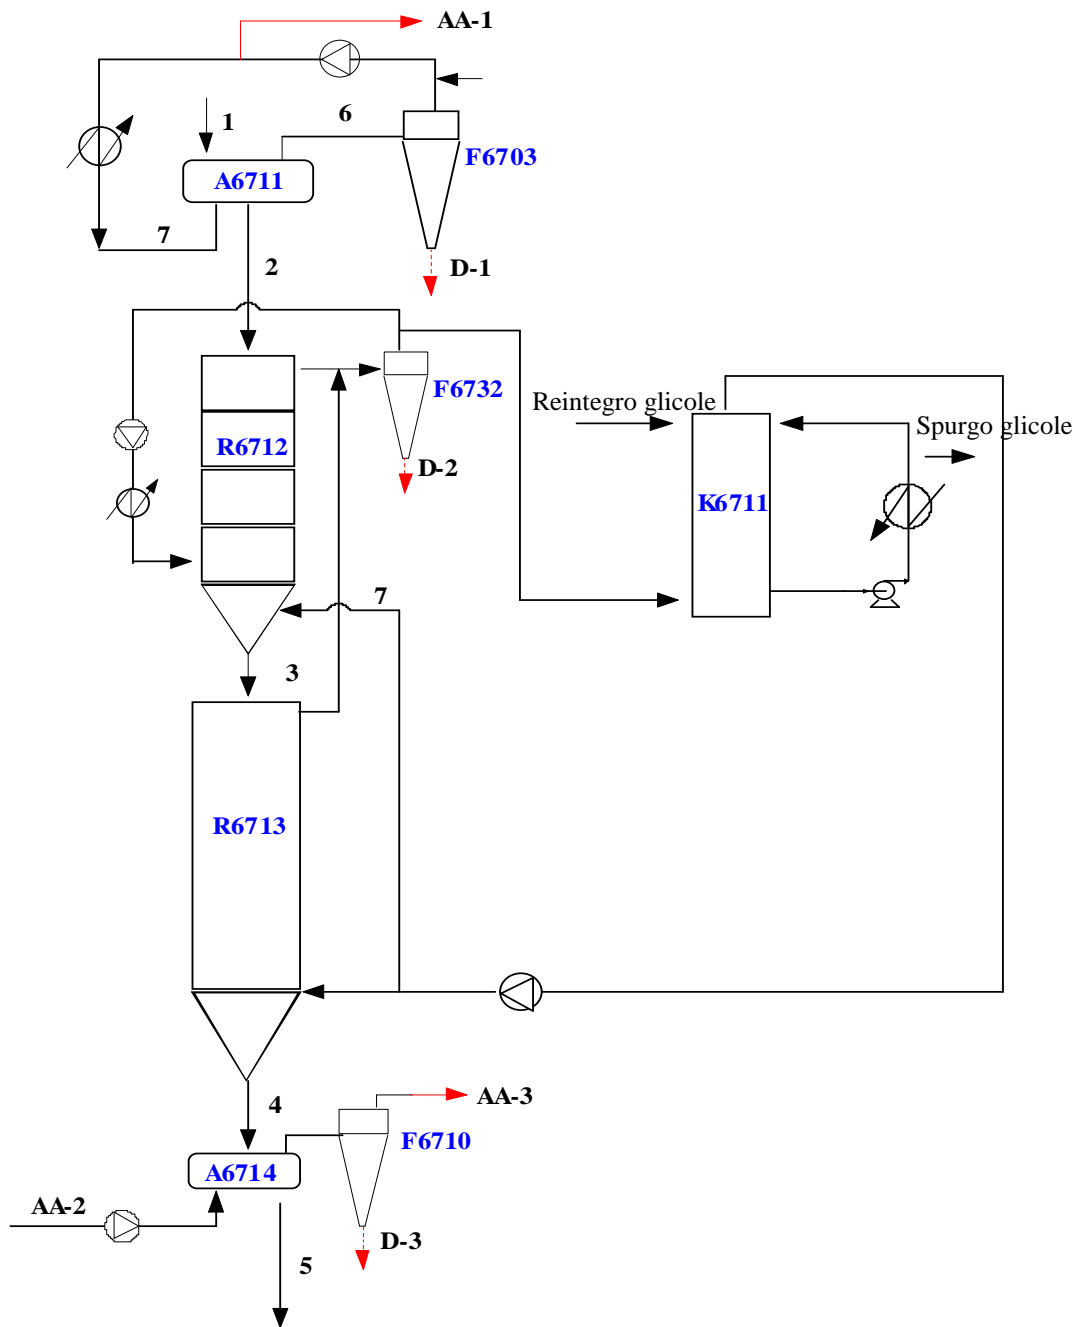 AA-1
1
6
F6703
A6711
7
2
D-1
F6732
Reintegro glicole
Spurgo glicole
R6712
D-2
K6711
7
3
R6713
4
AA-3
F6710
A6714
AA-2
D-3
5